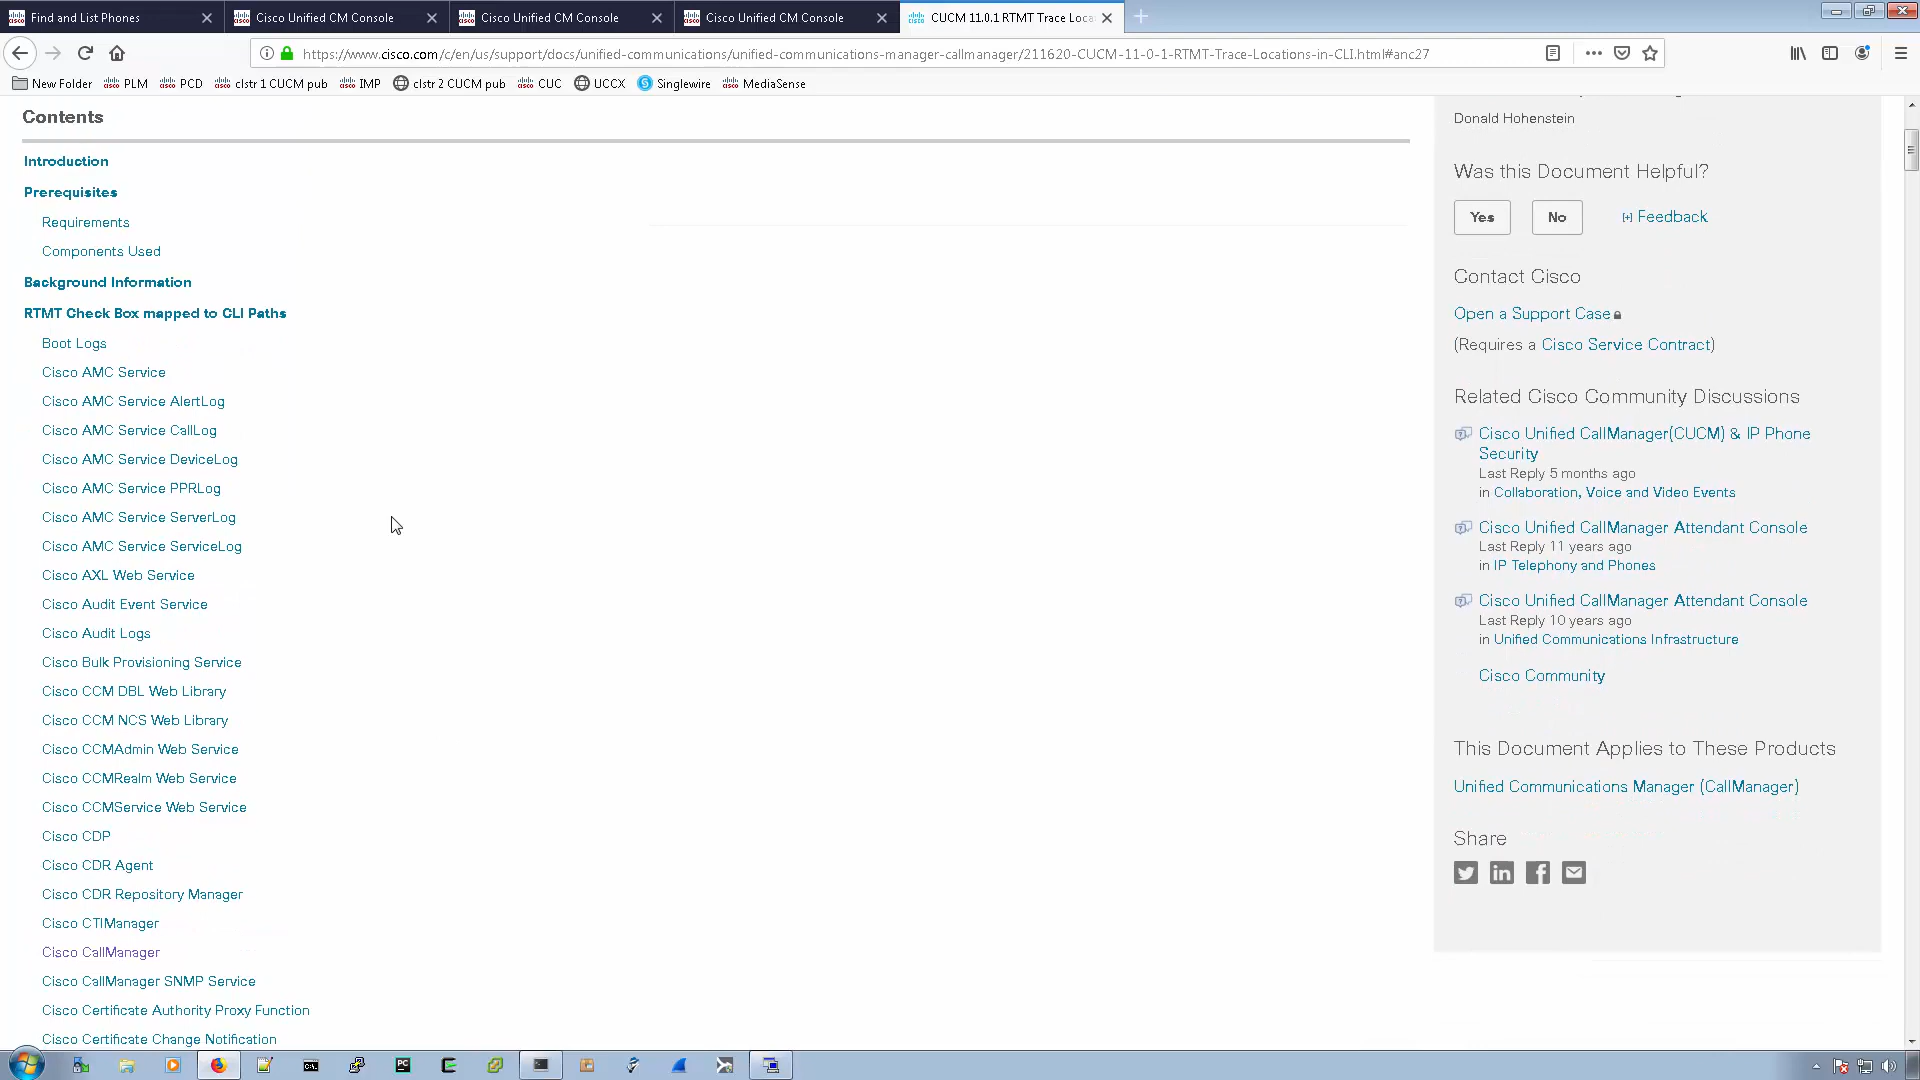 Find and List Phones
Cisco Unified CM Console
Cisco Unified CM Console
Cisco Unified CM Console
CUCM 11.0.1 RTMT Trace Loca
https://www.cisco.com/c/en/us/support/docs/unified-communications/unified-communications-manager-callmanager/211620-CUCM-11-0-1-RTMT-Trace-Locations-in-CLI.html#anc27
New Folder PLM PCD clstr 1 CUCM pub IMP clstr 2 CUCM pub CUC UCCX Singlewire MediaSense
Contents
Introduction
Prerequisites
Requirements
Components Used
Background Information
RTMT Check Box mapped to CLI Paths
Boot Logs
Cisco AMC Service
Cisco AMC Service AlertLog
Cisco AMC Service CallLog
Cisco AMC Service DeviceLog
Cisco AMC Service PPRLog
Cisco AMC Service ServerLog
Cisco AMC Service ServiceLog
Cisco AXL Web Service
Cisco Audit Event Service
Cisco Audit Logs
Cisco Bulk Provisioning Service
Cisco CCM DBL Web Library
Cisco CCM NCS Web Library
Cisco CCMAdmin Web Service
Cisco CCMRealm Web Service
Cisco CCMService Web Service
Cisco CDP
Cisco CDR Agent
Cisco CDR Repository Manager
Cisco CTIManager
Cisco CallManager
Cisco CallManager SNMP Service
Cisco Certificate Authority Proxy Function
Cisco Certificate Change Notification
Donald Hohenstein
Was this Document Helpful?
Yes No [+] Feedback
Contact Cisco
Open a Support Case
(Requires a Cisco Service Contract)
Related Cisco Community Discussions
Cisco Unified CallManager(CUCM) & IP Phone
Security
Last Reply 5 months ago
in Collaboration, Voice and Video Events
Cisco Unified CallManager Attendant Console
Last Reply 11 years ago
in IP Telephony and Phones
Cisco Unified CallManager Attendant Console
Last Reply 10 years ago
in Unified Communications Infrastructure
Cisco Community
This Document Applies to These Products
Unified Communications Manager (CallManager)
Share